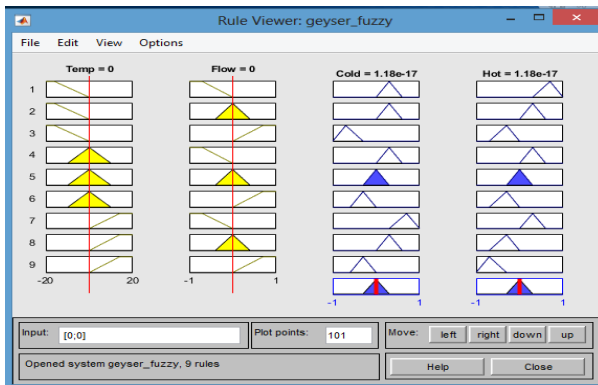 Rule Viewer: geyser_fuzzy
File Edit View Options
Temp = 0 Flow = 0 Cold = 1.18e-17 Hot = 1.18e-17
1
2
3
4
5
6
7
8
9
-20 20 -1 1
-1 1 -1 1
Input: [0;0] Plot points: 101 Move: left right down up
Opened system geyser_fuzzy, 9 rules Help Close